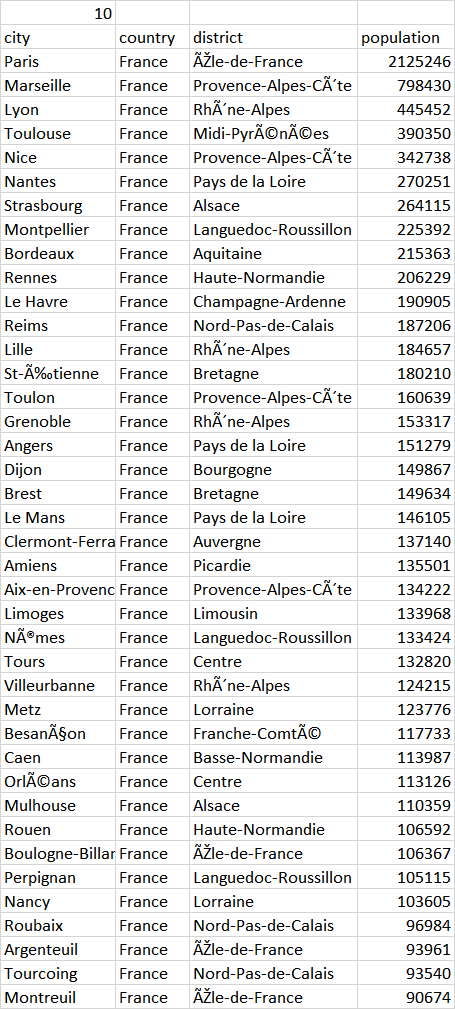 10
city country district population
Paris France ÃŽle-de-France 2125246
Marseille France Provence-Alpes-CÃ´te 798430
Lyon France RhÃ´ne-Alpes 445452
Toulouse France Midi-PyrÃ©nÃ©es 390350
Nice France Provence-Alpes-CÃ´te 342738
Nantes France Pays de la Loire 270251
Strasbourg France Alsace 264115
Montpellier France Languedoc-Roussillon 225392
Bordeaux France Aquitaine 215363
Rennes France Haute-Normandie 206229
Le Havre France Champagne-Ardenne 190905
Reims France Nord-Pas-de-Calais 187206
Lille France RhÃ´ne-Alpes 184657
St-Ã‰tienne France Bretagne 180210
Toulon France Provence-Alpes-CÃ´te 160639
Grenoble France RhÃ´ne-Alpes 153317
Angers France Pays de la Loire 151279
Dijon France Bourgogne 149867
Brest France Bretagne 149634
Le Mans France Pays de la Loire 146105
Clermont-Ferra France Auvergne 137140
Amiens France Picardie 135501
Aix-en-Provenc France Provence-Alpes-CÃ´te 134222
Limoges France Limousin 133968
NÃ®mes France Languedoc-Roussillon 133424
Tours France Centre 132820
Villeurbanne France RhÃ´ne-Alpes 124215
Metz France Lorraine 123776
BesanÃ§on France Franche-ComtÃ© 117733
Caen France Basse-Normandie 113987
OrlÃ©ans France Centre 113126
Mulhouse France Alsace 110359
Rouen France Haute-Normandie 106592
Boulogne-Billar France ÃŽle-de-France 106367
Perpignan France Languedoc-Roussillon 105115
Nancy France Lorraine 103605
Roubaix France Nord-Pas-de-Calais 96984
Argenteuil France ÃŽle-de-France 93961
Tourcoing France Nord-Pas-de-Calais 93540
Montreuil France ÃŽle-de-France 90674